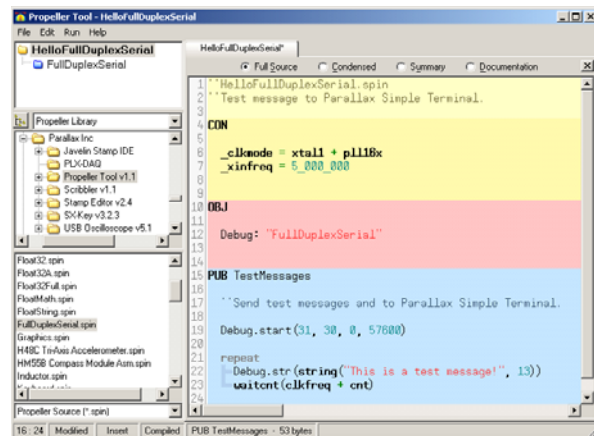 Propeller Tool - HelloFullDuplexSerial
File Edit Run Help
HelloFullDuplexSerial
FullDuplexSerial
HelloFullDuplexSerial*
Full Source Condensed Summary Documentation
Propeller Library
Parallax Inc
Javelin Stamp IDE
PLX-DAQ
Propeller Tool v1.1
Scribbler v1.1
Stamp Editor v2.4
SX-Key v3.2.3
USB Oscilloscope v5.1
Float32.spin
Float32A.spin
Float32Full.spin
FloatMath.spin
FloatString.spin
FullDuplexSerial.spin
Graphics.spin
H48C Tri-Axis Accelerometer.spin
HM55B Compass Module Asm.spin
Inductor.spin
Keyboard.spin
Propeller Source (*.spin)
1 ''HelloFullDuplexSerial.spin
2 ''Test message to Parallax Simple Terminal.
3
4 CON
5
6 _clkmode = xtal1 + pll16x
7 _xinfreq = 5_000_000
8
9
10 OBJ
11
12 Debug: "FullDuplexSerial"
13
14
15 PUB TestMessages
16
17 ''Send test messages and to Parallax Simple Terminal.
18
19 Debug.start(31, 30, 0, 57600)
20
21 repeat
22 Debug.str(string("This is a test message!", 13))
23 waitcnt(clkfreq + cnt)
24
16 : 24 Modified Insert Compiled PUB TestMessages - 53 bytes